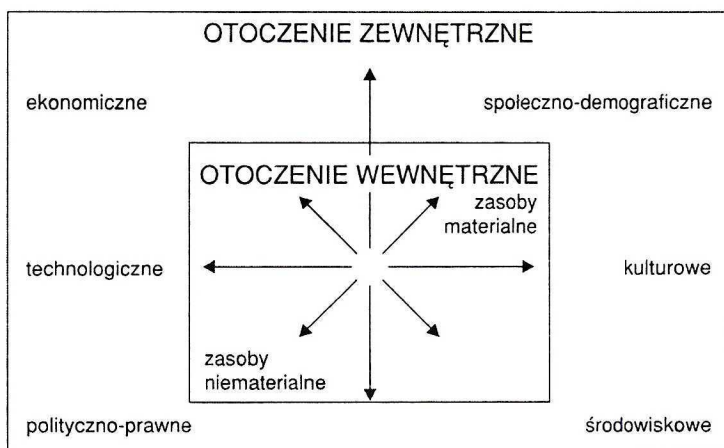 OTOCZENIE ZEWNĘTRZNE
ekonomiczne
społeczno-demograficzne
OTOCZENIE WEWNĘTRZNE
zasoby
materialne
technologiczne
kulturowe
zasoby
niematerialne
polityczno-prawne
środowiskowe